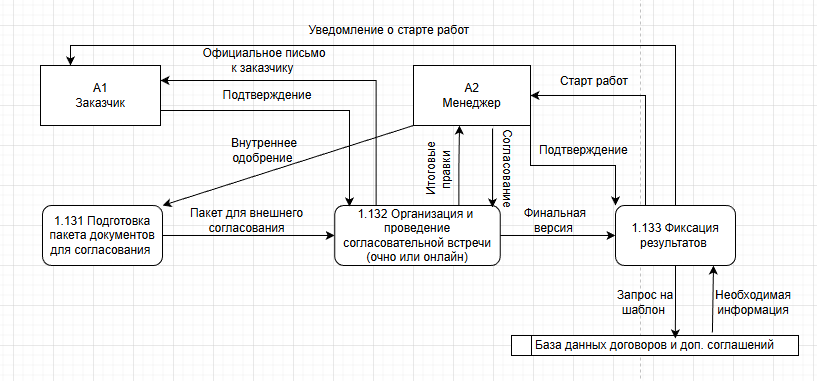 Уведомление о старте работ
Официальное письмо
к заказчику
А1
Заказчик
Подтверждение
А2
Менеджер
Старт работ
Внутреннее
одобрение
Итоговые
правки
Согласование
Подтверждение
1.131 Подготовка
пакета документов
для согласования
Пакет для внешнего
согласования
1.132 Организация и
проведение
согласовательной встречи
(очно или онлайн)
Финальная
версия
1.133 Фиксация
результатов
Запрос на
шаблон
Необходимая
информация
База данных договоров и доп. соглашений